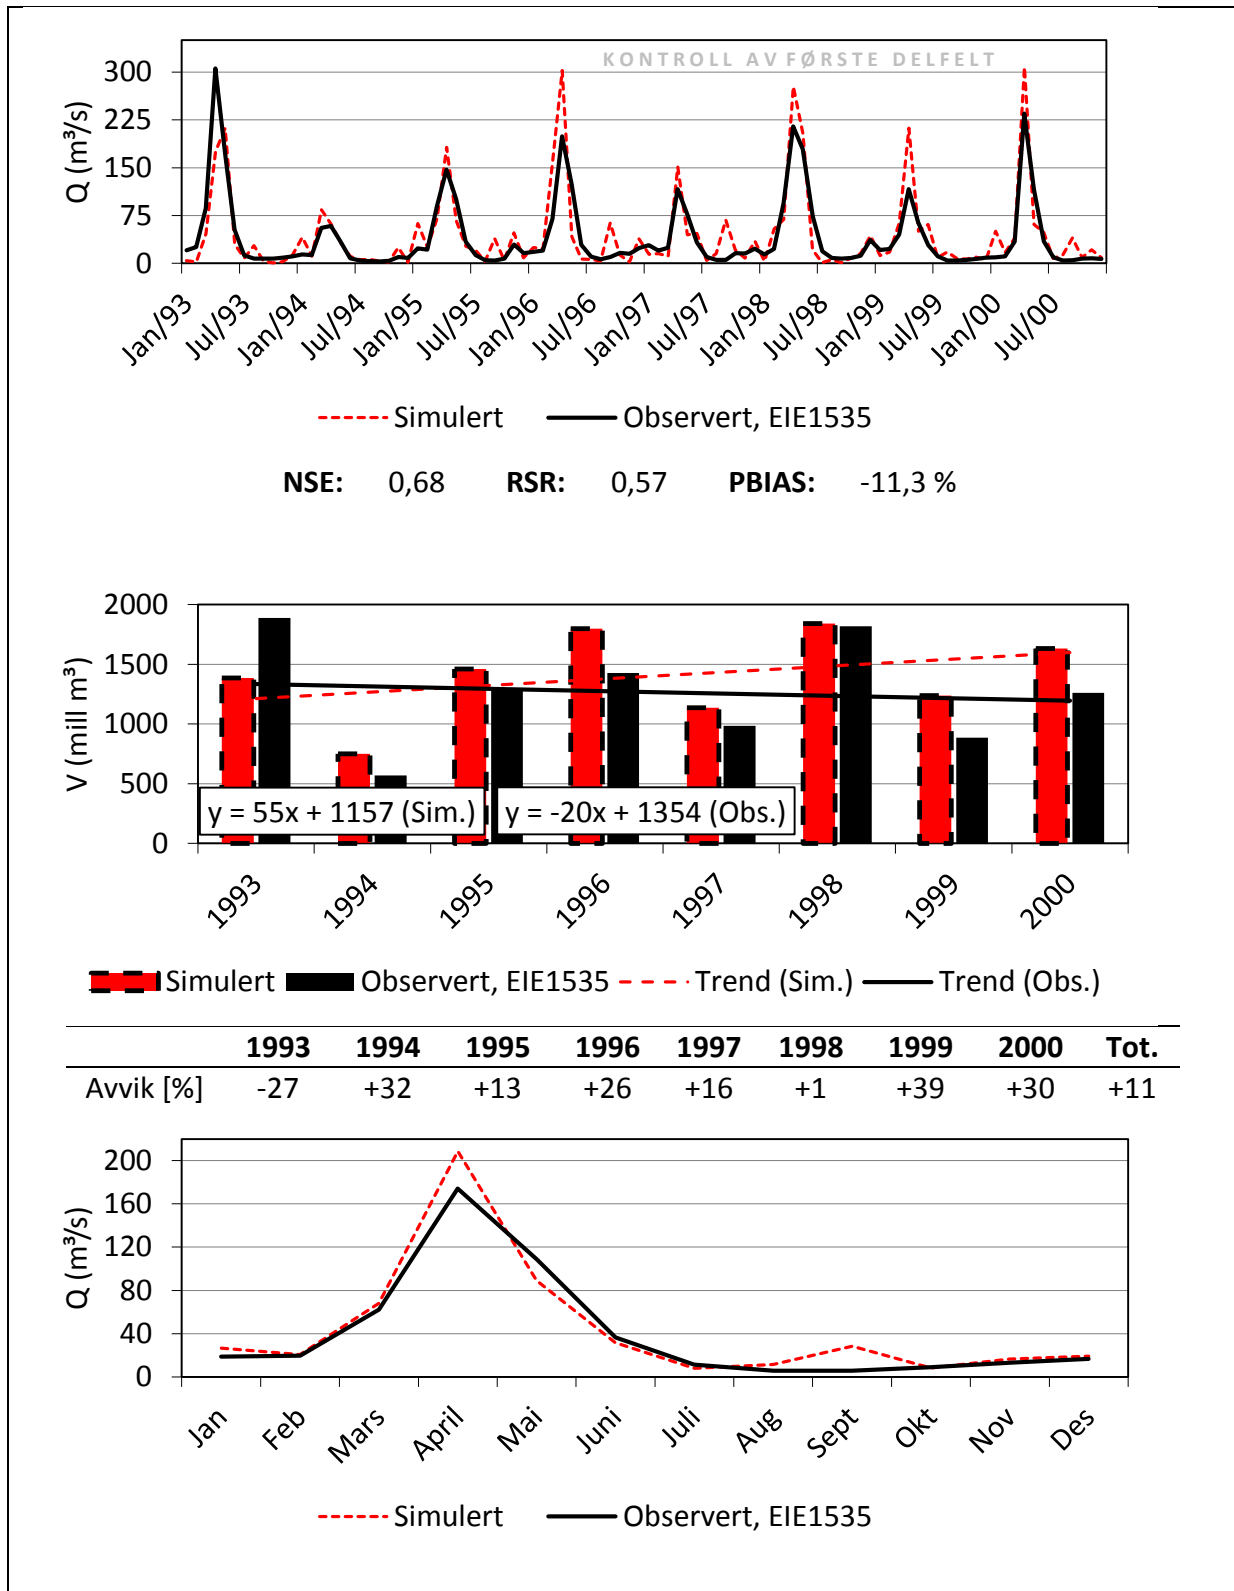 KONTROLL AV FØRSTE DELFELT
Q (m³/s)
300
225
150
75
0
Jan/93 Jul/93 Jan/94 Jul/94 Jan/95 Jul/95 Jan/96 Jul/96 Jan/97 Jul/97 Jan/98 Jul/98 Jan/99 Jul/99 Jan/00 Jul/00
Simulert Observert, EIE1535
NSE: 0,68 RSR: 0,57 PBIAS: -11,3 %
V (mill m³)
2000
1500
1000
500
0
y = 55x + 1157 (Sim.) y = -20x + 1354 (Obs.)
1993 1994 1995 1996 1997 1998 1999 2000
Simulert Observert, EIE1535 Trend (Sim.) Trend (Obs.)
1993 1994 1995 1996 1997 1998 1999 2000 Tot.
Avvik [%] -27 +32 +13 +26 +16 +1 +39 +30 +11
Q (m³/s)
200
160
120
80
40
0
Jan Feb Mars April Mai Juni Juli Aug Sept Okt Nov Des
Simulert Observert, EIE1535